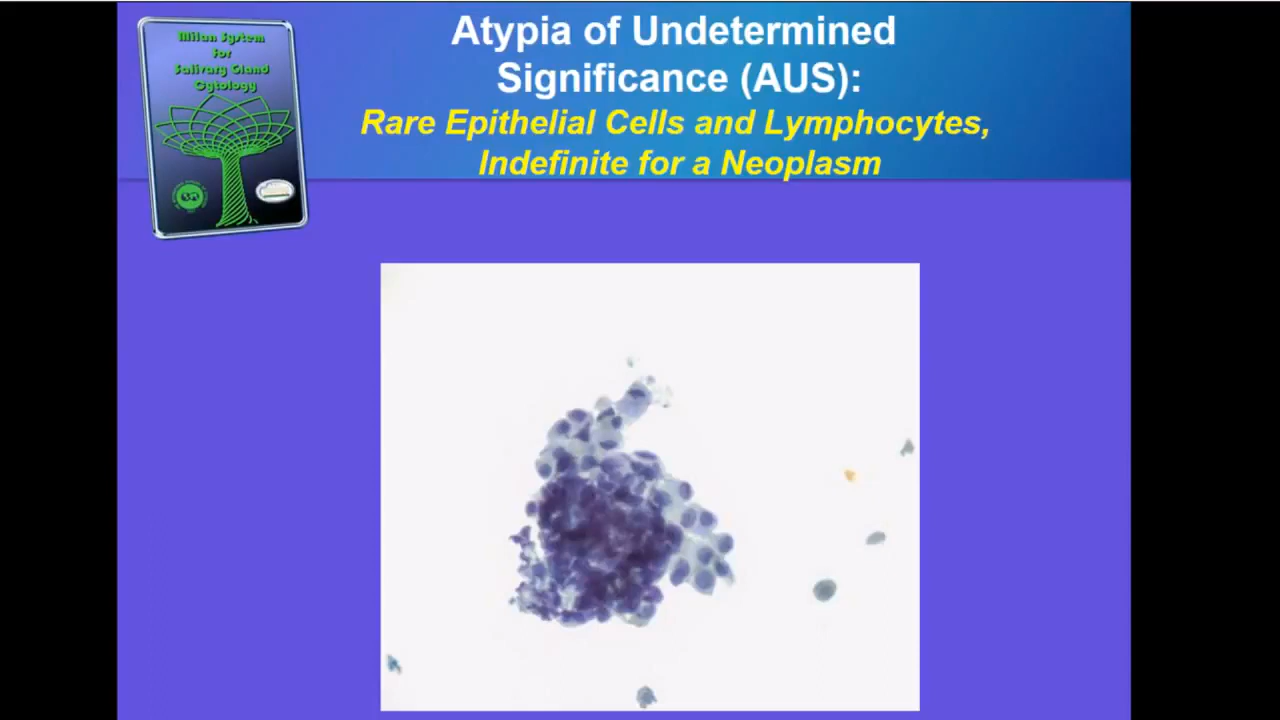 Milan System
for
Salivary Gland
Cytology
Atypia of Undetermined
Significance (AUS):
Rare Epithelial Cells and Lymphocytes,
Indefinite for a Neoplasm